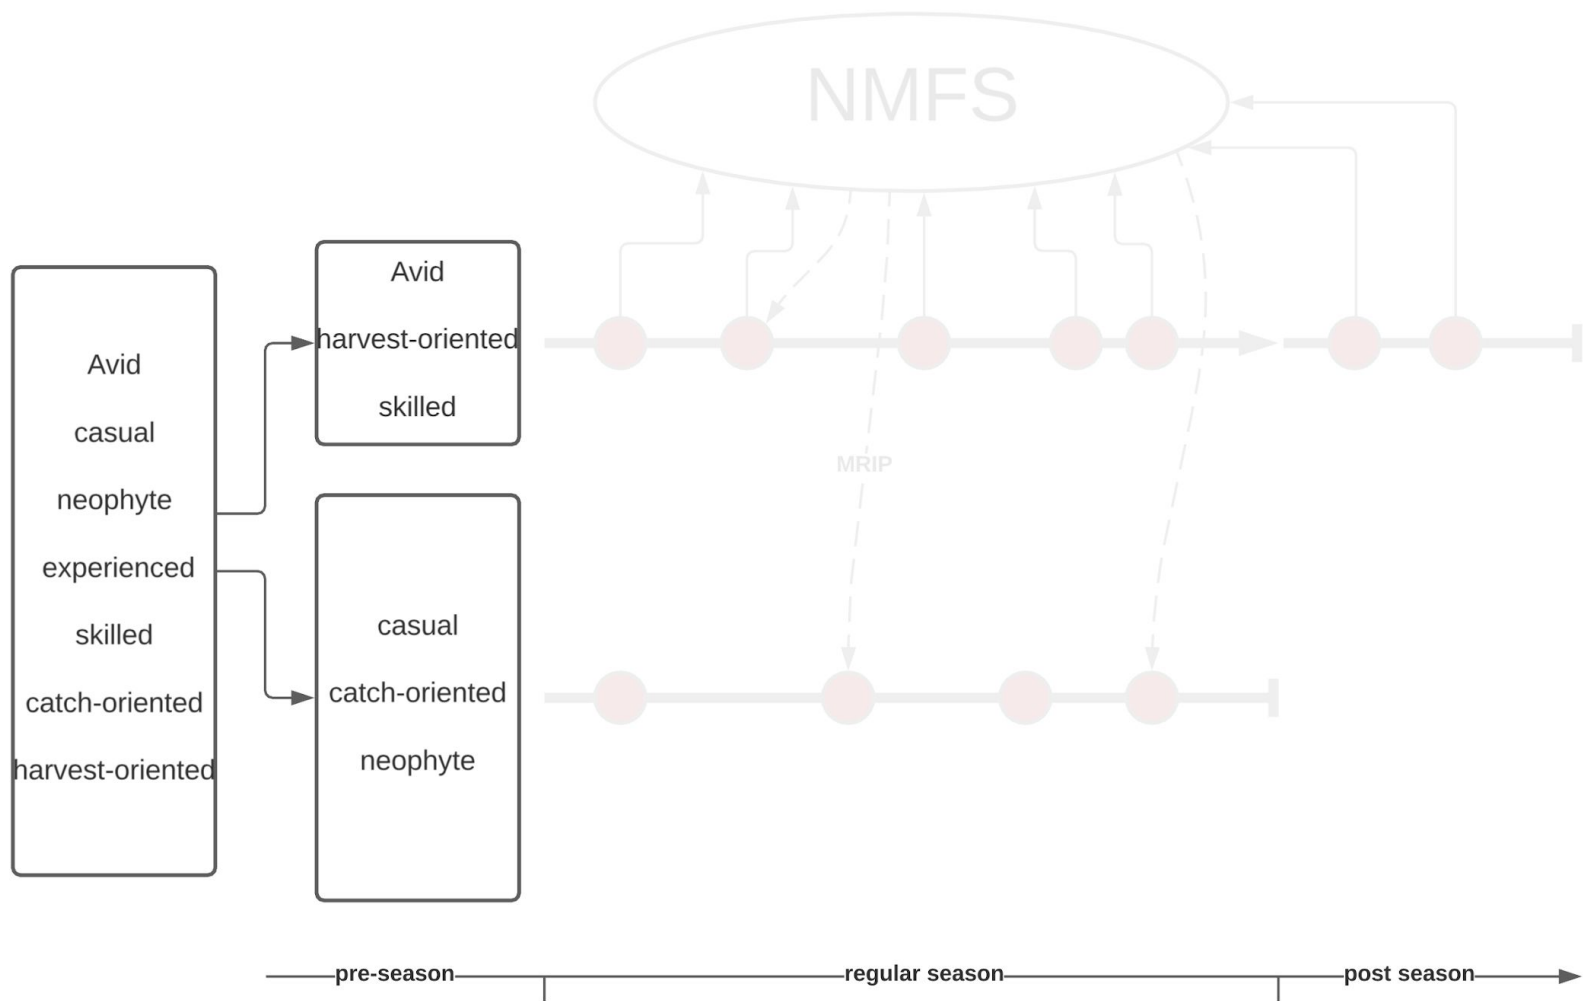 NMFS
Avid
harvest-oriented
skilled
Avid
casual
neophyte
experienced
skilled
catch-oriented
harvest-oriented
MRIP
casual
catch-oriented
neophyte
pre-season
regular season
post season